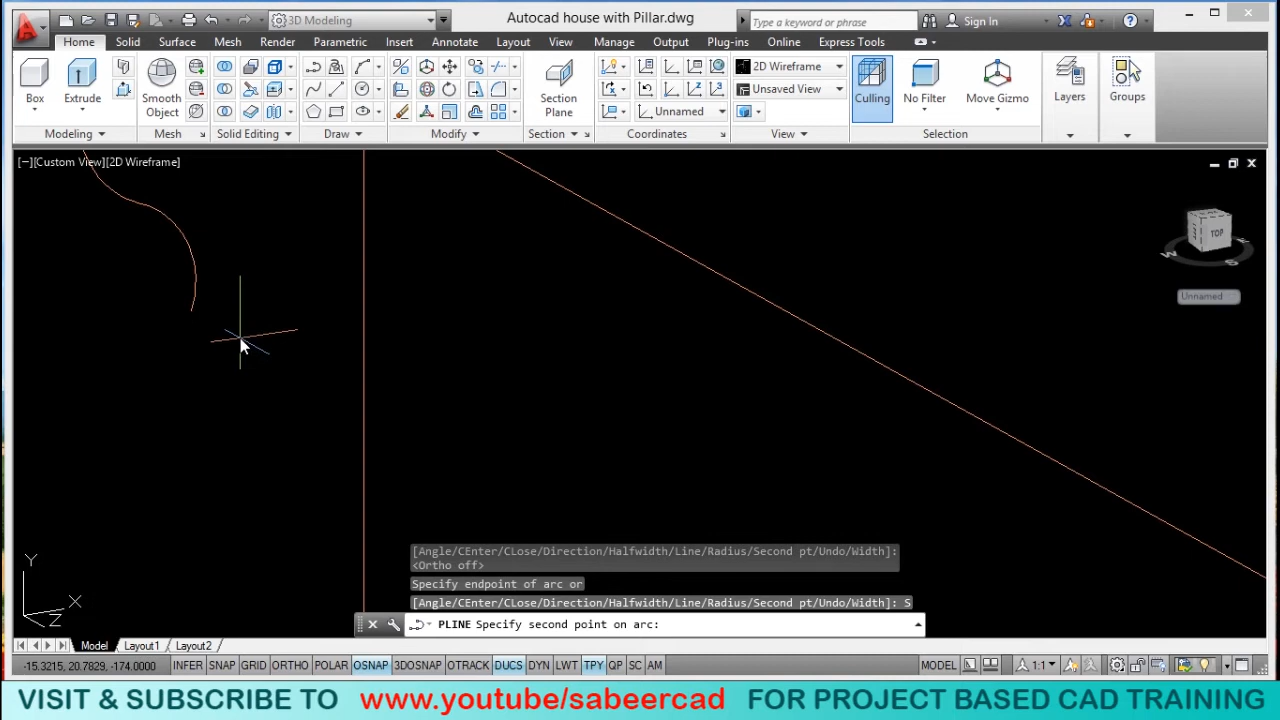 3D Modeling
Autocad house with Pillar.dwg
Type a keyword or phrase
Sign In
Home Solid Surface Mesh Render Parametric Insert Annotate Layout View Manage Output Plug-ins Online Express Tools
Box
Extrude
Smooth
Object
Section
Plane
2D Wireframe
Unsaved View
Unnamed
Culling
No Filter
Move Gizmo
Layers
Groups
Modeling
Mesh
Solid Editing
Draw
Modify
Section
Coordinates
View
Selection
[−][Custom View][2D Wireframe]
TOP
W
S
E
Unnamed
Y
X
Z
[Angle/CEnter/CLose/Direction/Halfwidth/Line/Radius/Second pt/Undo/Width]:
<Ortho off>
Specify endpoint of arc or
[Angle/CEnter/CLose/Direction/Halfwidth/Line/Radius/Second pt/Undo/Width]: S
PLINE Specify second point on arc:
Model Layout1 Layout2
-15.3215, 20.7829, -174.0000 INFER SNAP GRID ORTHO POLAR OSNAP 3DOSNAP OTRACK DUCS DYN LWT TPY QP SC AM MODEL 1:1
VISIT & SUBSCRIBE TO www.youtube/sabeercad FOR PROJECT BASED CAD TRAINING